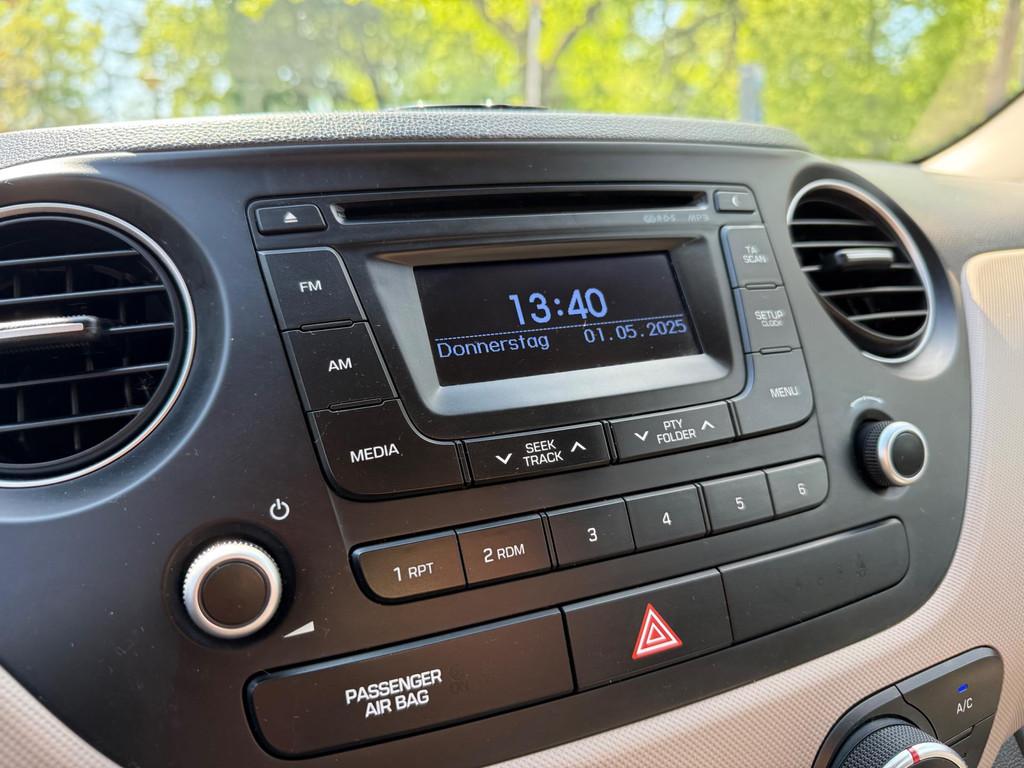 MP3
TA
SCAN
FM
13:40
Donnerstag 01.05.2025
SETUP
CLOCK
AM
MENU
MEDIA
SEEK
TRACK
PTY
FOLDER
1 RPT
2 RDM
3
4
5
6
PASSENGER
AIR BAG
A/C